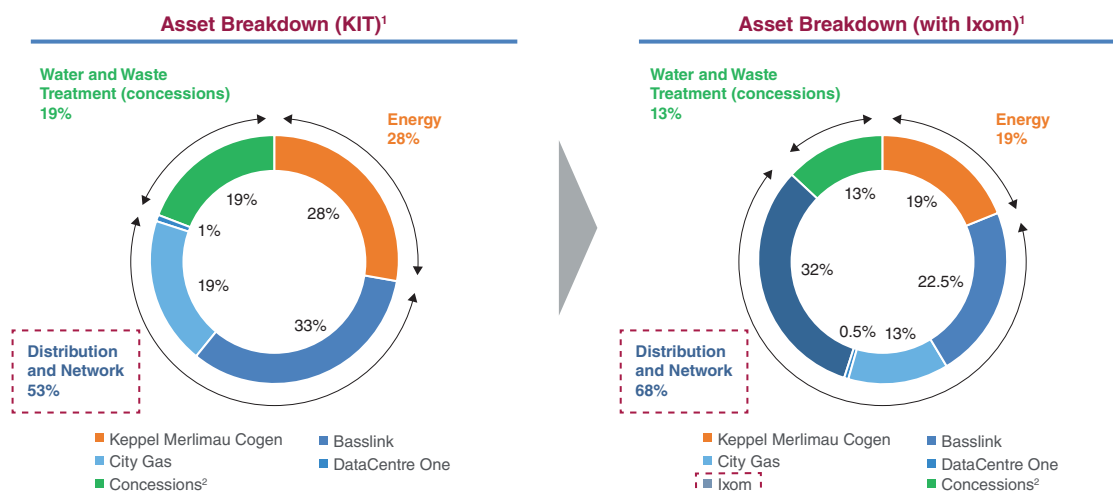 Asset Breakdown (KIT)¹
Water and Waste
Treatment (concessions)
19%
Energy
28%
19%
28%
1%
19%
33%
Distribution
and Network
53%
Keppel Merlimau Cogen
Basslink
City Gas
DataCentre One
Concessions²
Asset Breakdown (with Ixom)¹
Water and Waste
Treatment (concessions)
13%
Energy
19%
13%
19%
32%
22.5%
0.5%
13%
Distribution
and Network
68%
Keppel Merlimau Cogen
Basslink
City Gas
DataCentre One
Ixom
Concessions²